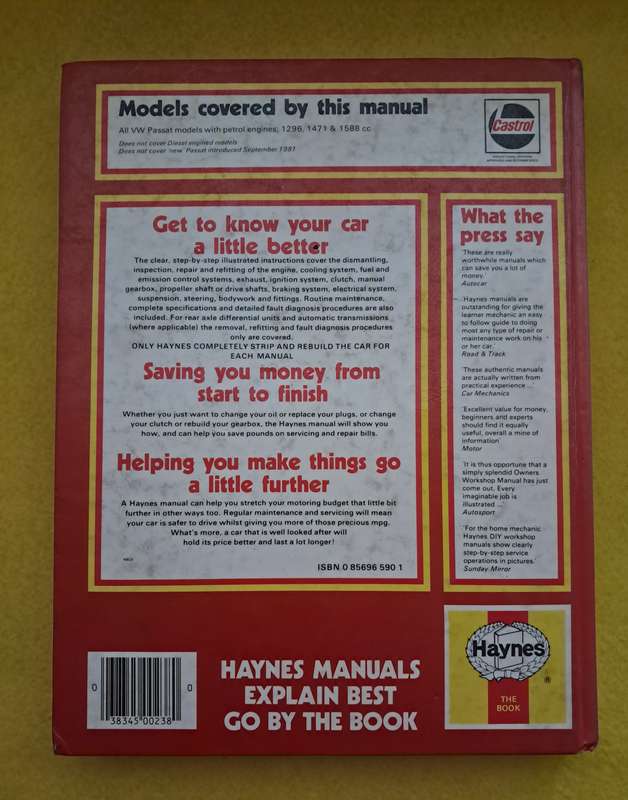 Models covered by this manual
All VW Passat models with petrol engines; 1296, 1471 & 1588 cc
Does not cover Diesel engined models
Does not cover 'new' Passat introduced September 1981
Castrol
Get to know your car
a little better
The clear, step-by-step illustrated instructions cover the dismantling,
inspection, repair and refitting of the engine, cooling system, fuel and
emission control systems, exhaust, ignition system, clutch, manual
gearbox, propeller shaft or drive shafts, braking system, electrical system,
suspension, steering, bodywork and fittings. Routine maintenance,
complete specifications and detailed fault diagnosis procedures are also
included. For rear axle differential units and automatic transmissions
(where applicable) the removal, refitting and fault diagnosis procedures
only are covered.
ONLY HAYNES COMPLETELY STRIP AND REBUILD THE CAR FOR
EACH MANUAL
Saving you money from
start to finish
Whether you just want to change your oil or replace your plugs, or change
your clutch or rebuild your gearbox, the Haynes manual will show you
how, and can help you save pounds on servicing and repair bills.
Helping you make things go
a little further
A Haynes manual can help you stretch your motoring budget that little bit
further in other ways too. Regular maintenance and servicing will mean
your car is safer to drive whilst giving you more of those precious mpg.
What's more, a car that is well looked after will
hold its price better and last a lot longer!
ISBN 0 85696 590 1
What the
press say
'These are really
worthwhile manuals which
can save you a lot of
money.'
Autocar
'Haynes manuals are
outstanding for giving the
learner mechanic an easy
to follow guide to doing
most any type of repair or
maintenance work on his
or her car.'
Road & Track
'These authentic manuals
are actually written from
practical experience ...'
Car Mechanics
'Excellent value for money,
beginners and experts
should find it equally
useful, overall a mine of
information'
Motor
'It is thus opportune that a
simply splendid Owners
Workshop Manual has just
come out. Every
imaginable job is
illustrated ...'
Autosport
'For the home mechanic
Haynes DIY workshop
manuals show clearly
step-by-step service
operations in pictures.'
Sunday Mirror
0 38345 00238 0
HAYNES MANUALS
EXPLAIN BEST
GO BY THE BOOK
Haynes
®
THE
BOOK